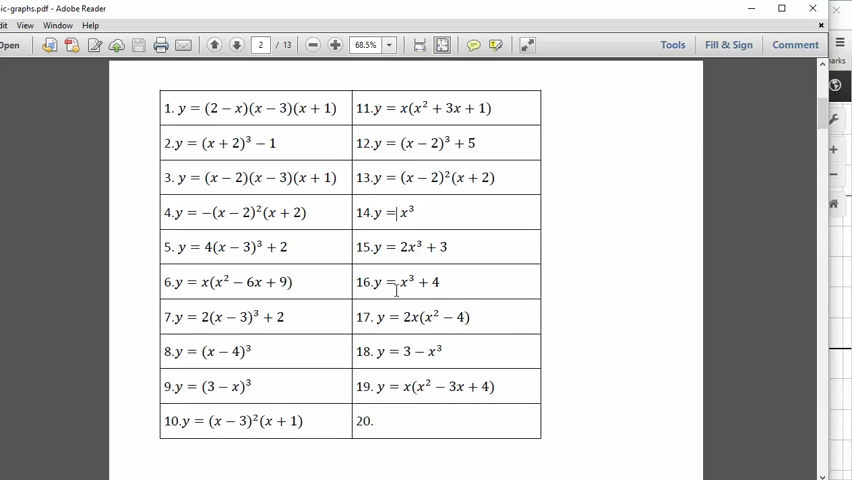 ic-graphs.pdf - Adobe Reader
dit View Window Help
Open 2 / 13 68.5% Tools Fill & Sign Comment
marks
1. y = (2 − x)(x − 3)(x + 1)
11.y = x(x² + 3x + 1)
2.y = (x + 2)³ − 1
12.y = (x − 2)³ + 5
3. y = (x − 2)(x − 3)(x + 1)
13.y = (x − 2)²(x + 2)
4.y = −(x − 2)²(x + 2)
14.y = x³
5. y = 4(x − 3)³ + 2
15.y = 2x³ + 3
6.y = x(x² − 6x + 9)
16.y = x³ + 4
7.y = 2(x − 3)³ + 2
17. y = 2x(x² − 4)
8.y = (x − 4)³
18. y = 3 − x³
9.y = (3 − x)³
19. y = x(x² − 3x + 4)
10.y = (x − 3)²(x + 1)
20.